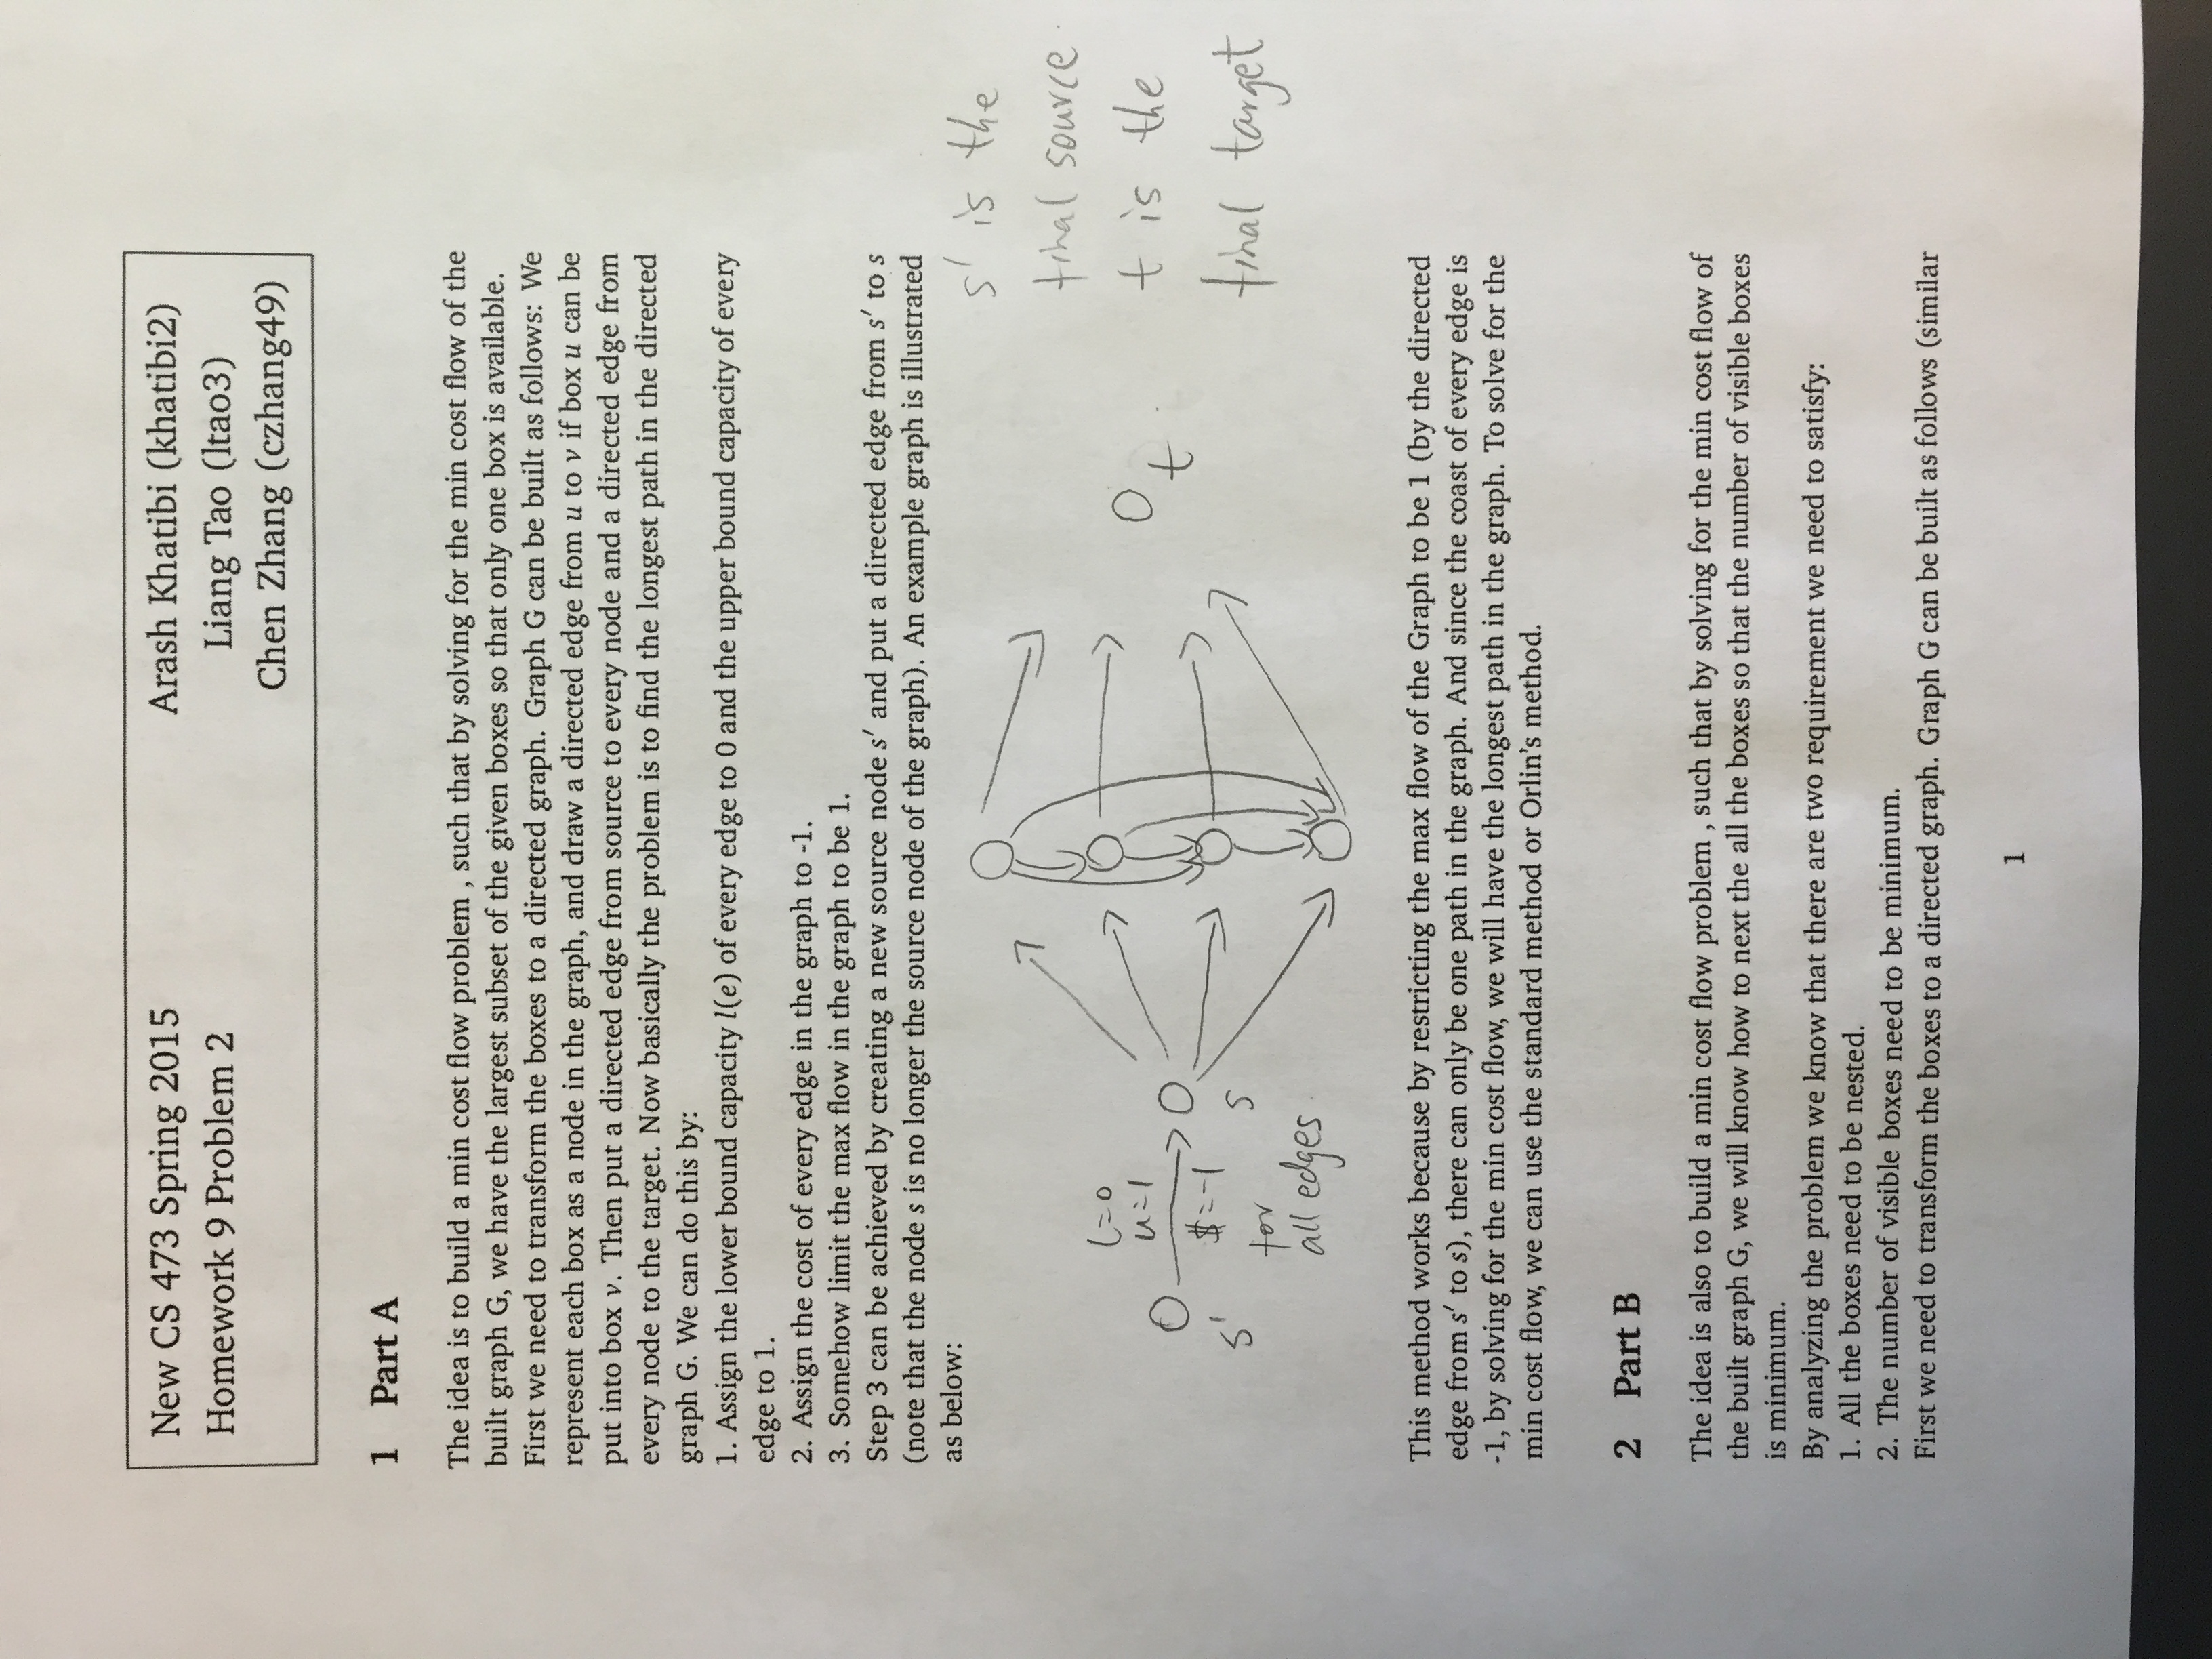 New CS 473 Spring 2015
Homework 9 Problem 2
Arash Khatibi (khatibi2)
Liang Tao (ltao3)
Chen Zhang (czhang49)
1 Part A
The idea is to build a min cost flow problem , such that by solving for the min cost flow of the
built graph G, we have the largest subset of the given boxes so that only one box is available.
First we need to transform the boxes to a directed graph. Graph G can be built as follows: We
represent each box as a node in the graph, and draw a directed edge from u to v if box u can be
put into box v. Then put a directed edge from source to every node and a directed edge from
every node to the target. Now basically the problem is to find the longest path in the directed
graph G. We can do this by:
1. Assign the lower bound capacity l(e) of every edge to 0 and the upper bound capacity of every
edge to 1.
2. Assign the cost of every edge in the graph to -1.
3. Somehow limit the max flow in the graph to be 1.
Step 3 can be achieved by creating a new source node s′ and put a directed edge from s′ to s
(note that the node s is no longer the source node of the graph). An example graph is illustrated
as below:
l=0
u=1
$=-1
for
all edges.
s'
s
t
s' is the
final source.
t is the
final target
This method works because by restricting the max flow of the Graph to be 1 (by the directed
edge from s′ to s), there can only be one path in the graph. And since the coast of every edge is
-1, by solving for the min cost flow, we will have the longest path in the graph. To solve for the
min cost flow, we can use the standard method or Orlin's method.
2 Part B
The idea is also to build a min cost flow problem , such that by solving for the min cost flow of
the built graph G, we will know how to next the all the boxes so that the number of visible boxes
is minimum.
By analyzing the problem we know that there are two requirement we need to satisfy:
1. All the boxes need to be nested.
2. The number of visible boxes need to be minimum.
First we need to transform the boxes to a directed graph. Graph G can be built as follows (similar
1